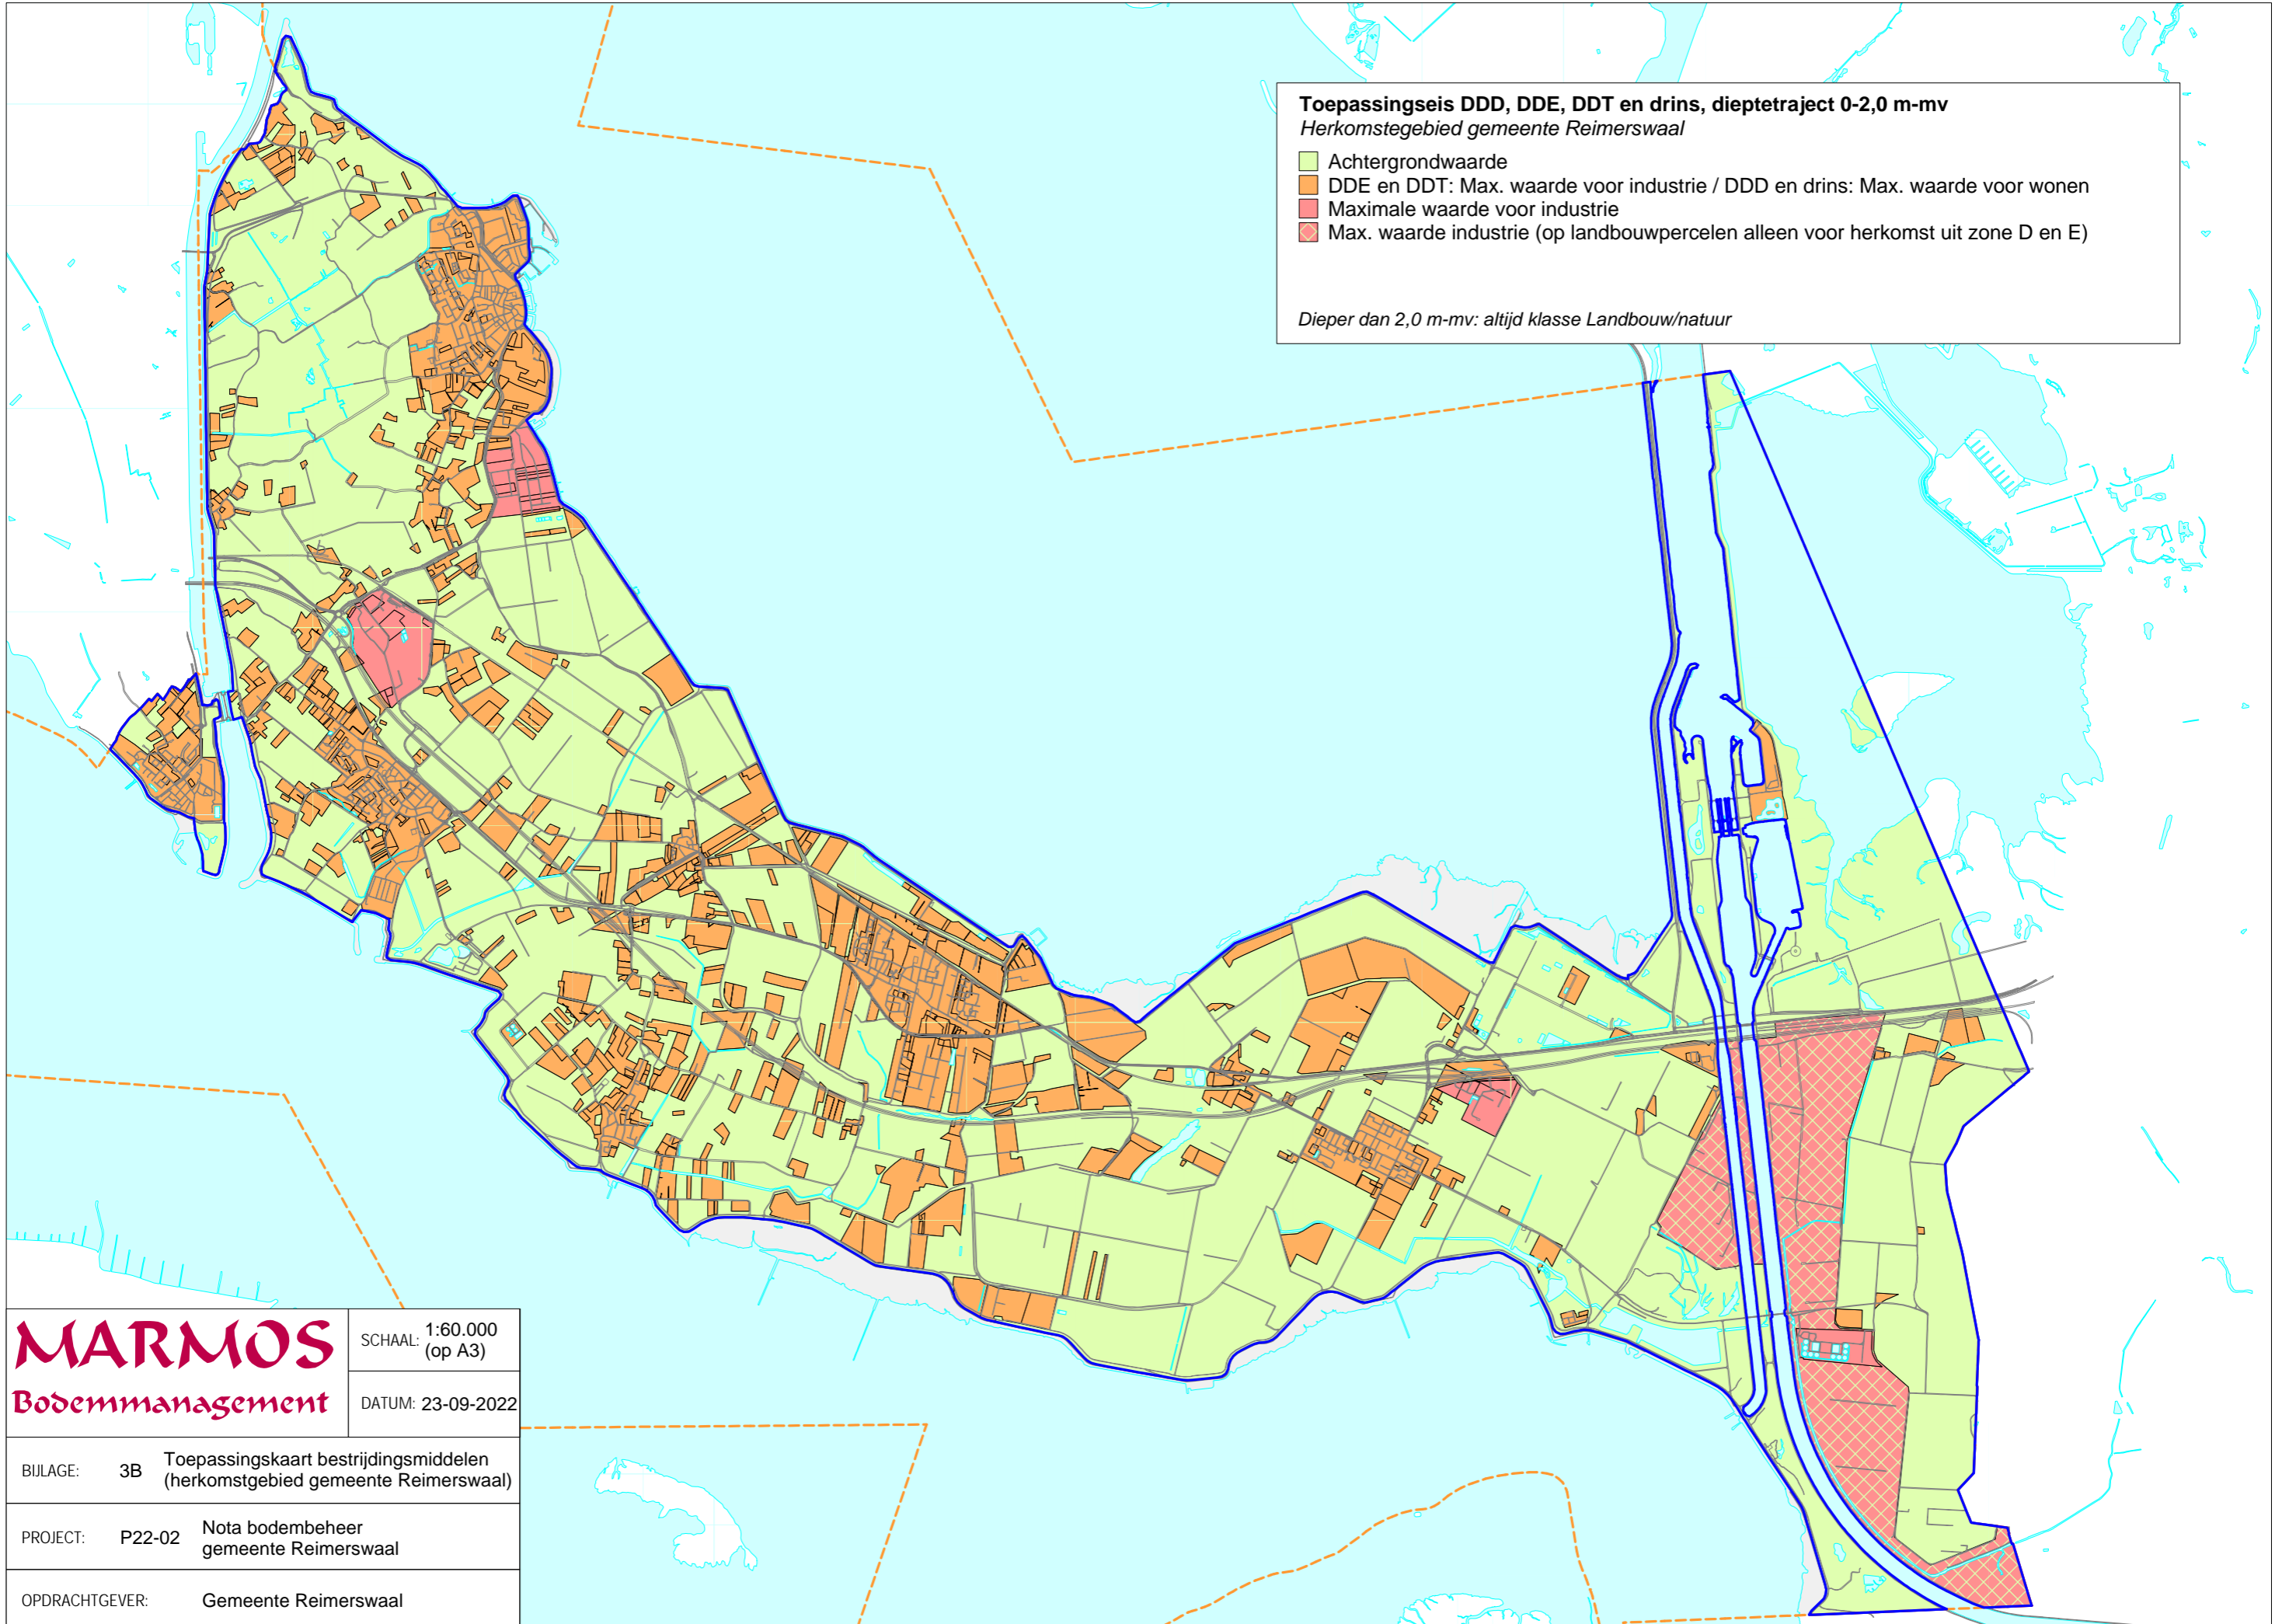 Toepassingseis DDD, DDE, DDT en drins, dieptetraject 0-2,0 m-mv
Herkomstegebied gemeente Reimerswaal
Achtergrondwaarde
DDE en DDT: Max. waarde voor industrie / DDD en drins: Max. waarde voor wonen
Maximale waarde voor industrie
Max. waarde industrie (op landbouwpercelen alleen voor herkomst uit zone D en E)
Dieper dan 2,0 m-mv: altijd klasse Landbouw/natuur
MARMOS
Bodemmanagement
SCHAAL: 1:60.000
(op A3)
DATUM: 23-09-2022
BIJLAGE: 3B Toepassingskaart bestrijdingsmiddelen
(herkomstgebied gemeente Reimerswaal)
PROJECT: P22-02 Nota bodembeheer
gemeente Reimerswaal
OPDRACHTGEVER: Gemeente Reimerswaal